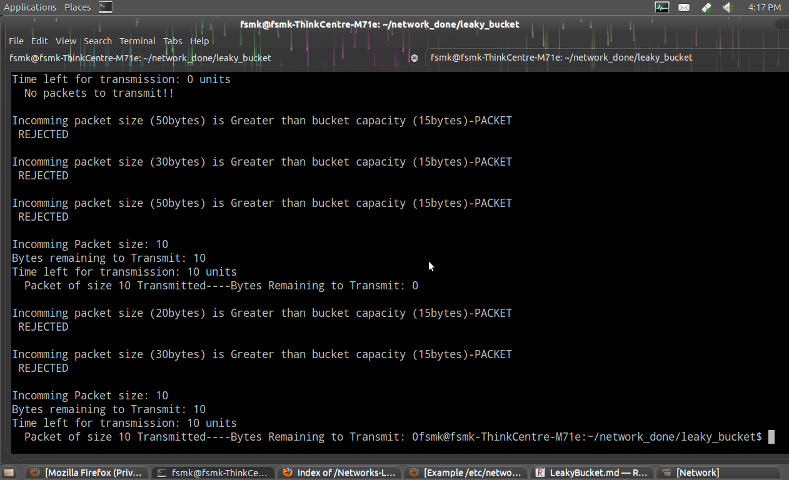 Applications Places 4:17 PM
fsmk@fsmk-ThinkCentre-M71e: ~/network_done/leaky_bucket
File Edit View Search Terminal Tabs Help
fsmk@fsmk-ThinkCentre-M71e: ~/network_done/leaky_bucket fsmk@fsmk-ThinkCentre-M71e: ~/network_done/leaky_bucket
Time left for transmission: 0 units
No packets to transmit!!
Incomming packet size (50bytes) is Greater than bucket capacity (15bytes)-PACKET
REJECTED
Incomming packet size (30bytes) is Greater than bucket capacity (15bytes)-PACKET
REJECTED
Incomming packet size (50bytes) is Greater than bucket capacity (15bytes)-PACKET
REJECTED
Incomming Packet size: 10
Bytes remaining to Transmit: 10
Time left for transmission: 10 units
Packet of size 10 Transmitted----Bytes Remaining to Transmit: 0
Incomming packet size (20bytes) is Greater than bucket capacity (15bytes)-PACKET
REJECTED
Incomming packet size (30bytes) is Greater than bucket capacity (15bytes)-PACKET
REJECTED
Incomming Packet size: 10
Bytes remaining to Transmit: 10
Time left for transmission: 10 units
Packet of size 10 Transmitted----Bytes Remaining to Transmit: 0fsmk@fsmk-ThinkCentre-M71e:~/network_done/leaky_bucket$
[Mozilla Firefox (Priv... fsmk@fsmk-ThinkCe... Index of /Networks-L... [Example /etc/netwo... LeakyBucket.md — R... [Network]